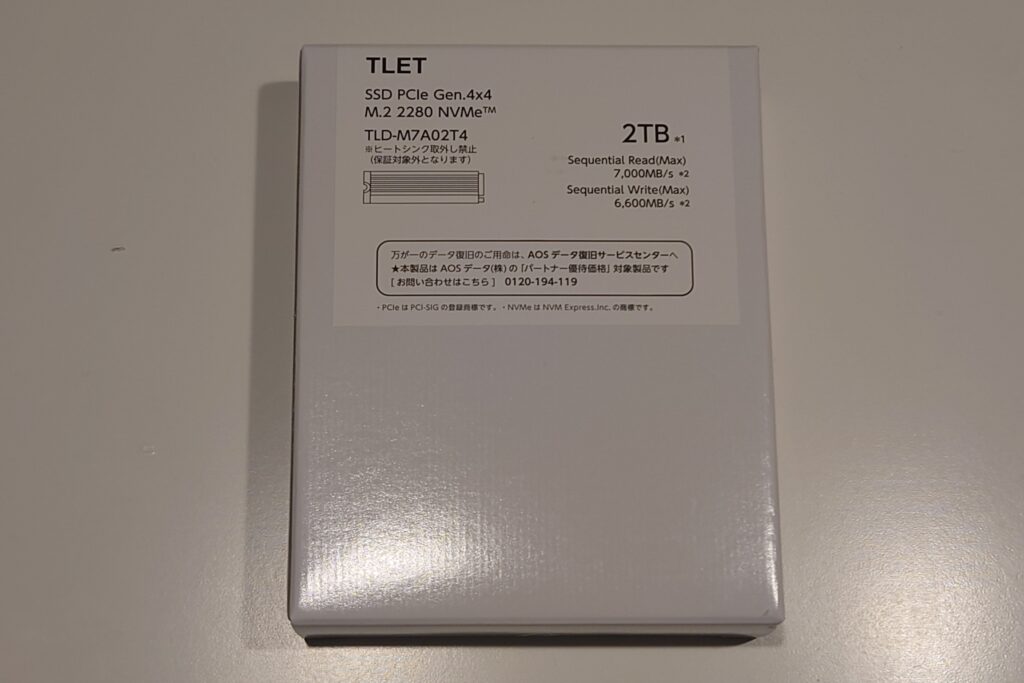 TLET
SSD PCIe Gen.4x4
M.2 2280 NVMe™
TLD-M7A02T4
※ヒートシンク取外し禁止
（保証対象外となります）
2TB *1
Sequential Read(Max)
7,000MB/s *2
Sequential Write(Max)
6,600MB/s *2
万が一のデータ復旧のご用命は、AOS データ復旧サービスセンターへ
★本製品は AOS データ(株) の「パートナー優待価格」対象製品です
[ お問い合わせはこちら ] 0120-194-119
・PCIe は PCI-SIG の登録商標です。・NVMe は NVM Express.Inc. の商標です。